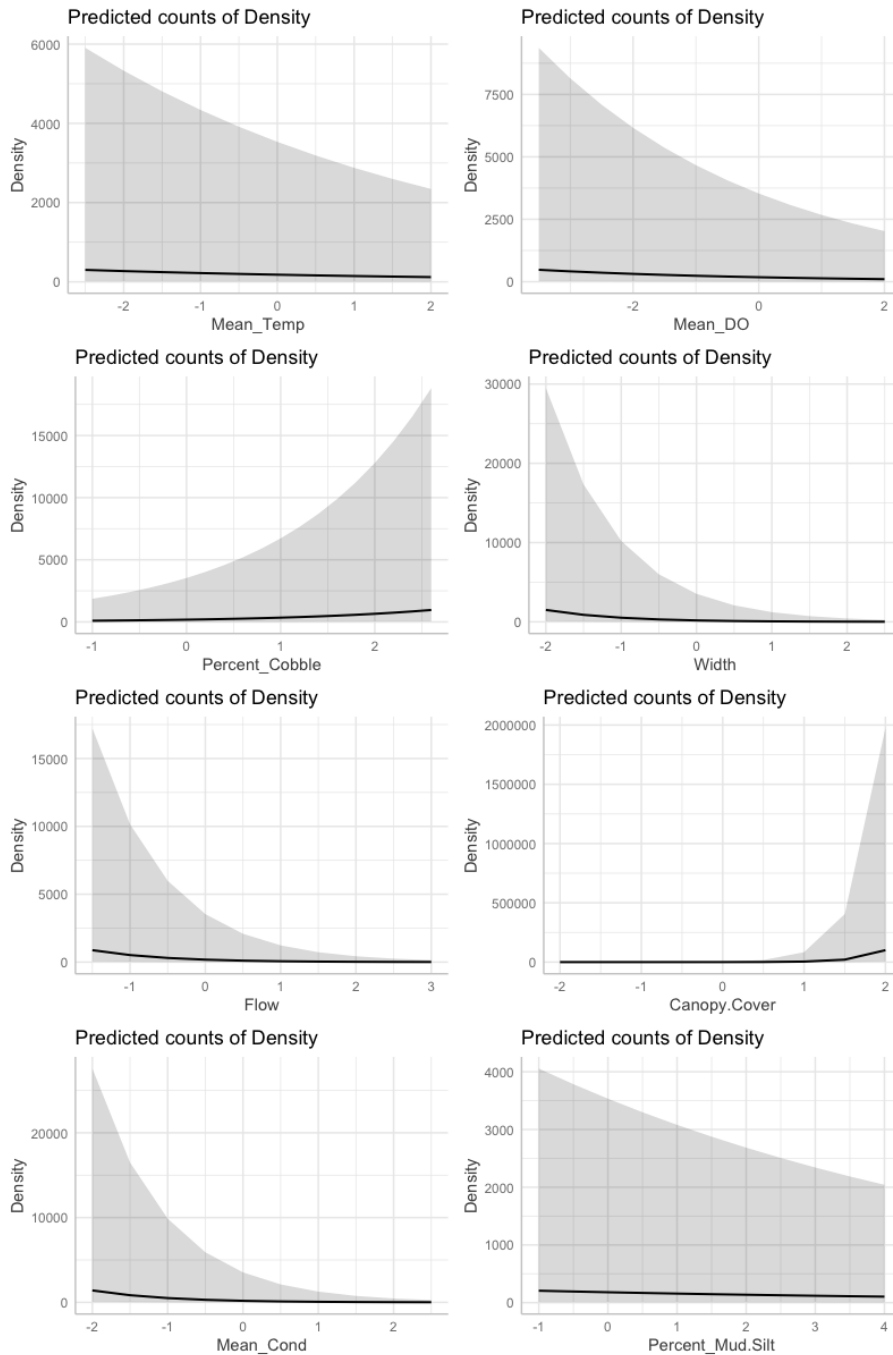 Predicted counts of Density
6000
4000
2000
0
Density
-2
-1
0
1
2
Mean_Temp
Predicted counts of Density
7500
5000
2500
0
Density
-2
0
2
Mean_DO
Predicted counts of Density
15000
10000
5000
0
Density
-1
0
1
2
Percent_Cobble
Predicted counts of Density
30000
20000
10000
0
Density
-2
-1
0
1
2
Width
Predicted counts of Density
15000
10000
5000
0
Density
-1
0
1
2
3
Flow
Predicted counts of Density
2000000
1500000
1000000
500000
0
Density
-2
-1
0
1
2
Canopy.Cover
Predicted counts of Density
20000
10000
0
Density
-2
-1
0
1
2
Mean_Cond
Predicted counts of Density
4000
3000
2000
1000
0
Density
-1
0
1
2
3
4
Percent_Mud.Silt